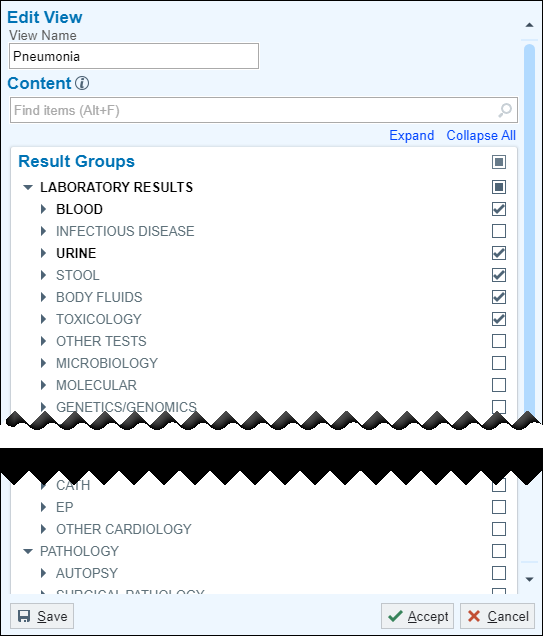 Edit View
View Name
Pneumonia
Content
Find items (Alt+F)
Expand Collapse All
Result Groups
LABORATORY RESULTS
BLOOD
INFECTIOUS DISEASE
URINE
STOOL
BODY FLUIDS
TOXICOLOGY
OTHER TESTS
MICROBIOLOGY
MOLECULAR
GENETICS/GENOMICS
CATH
EP
OTHER CARDIOLOGY
PATHOLOGY
AUTOPSY
SURGICAL PATHOLOGY
Save Accept Cancel